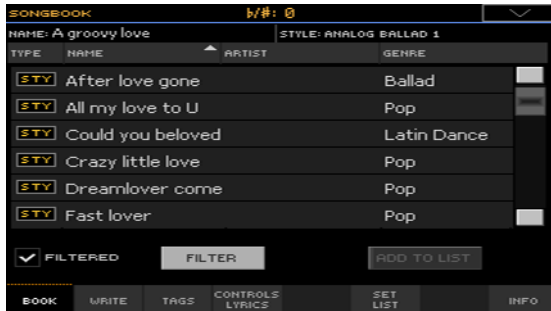 SONGBOOK b/#: 0
NAME: A groovy love STYLE: ANALOG BALLAD 1
TYPE NAME ARTIST GENRE
STY After love gone Ballad
STY All my love to U Pop
STY Could you beloved Latin Dance
STY Crazy little love Pop
STY Dreamlover come Pop
STY Fast lover Pop
FILTERED FILTER ADD TO LIST
BOOK WRITE TAGS CONTROLS LYRICS SET LIST INFO